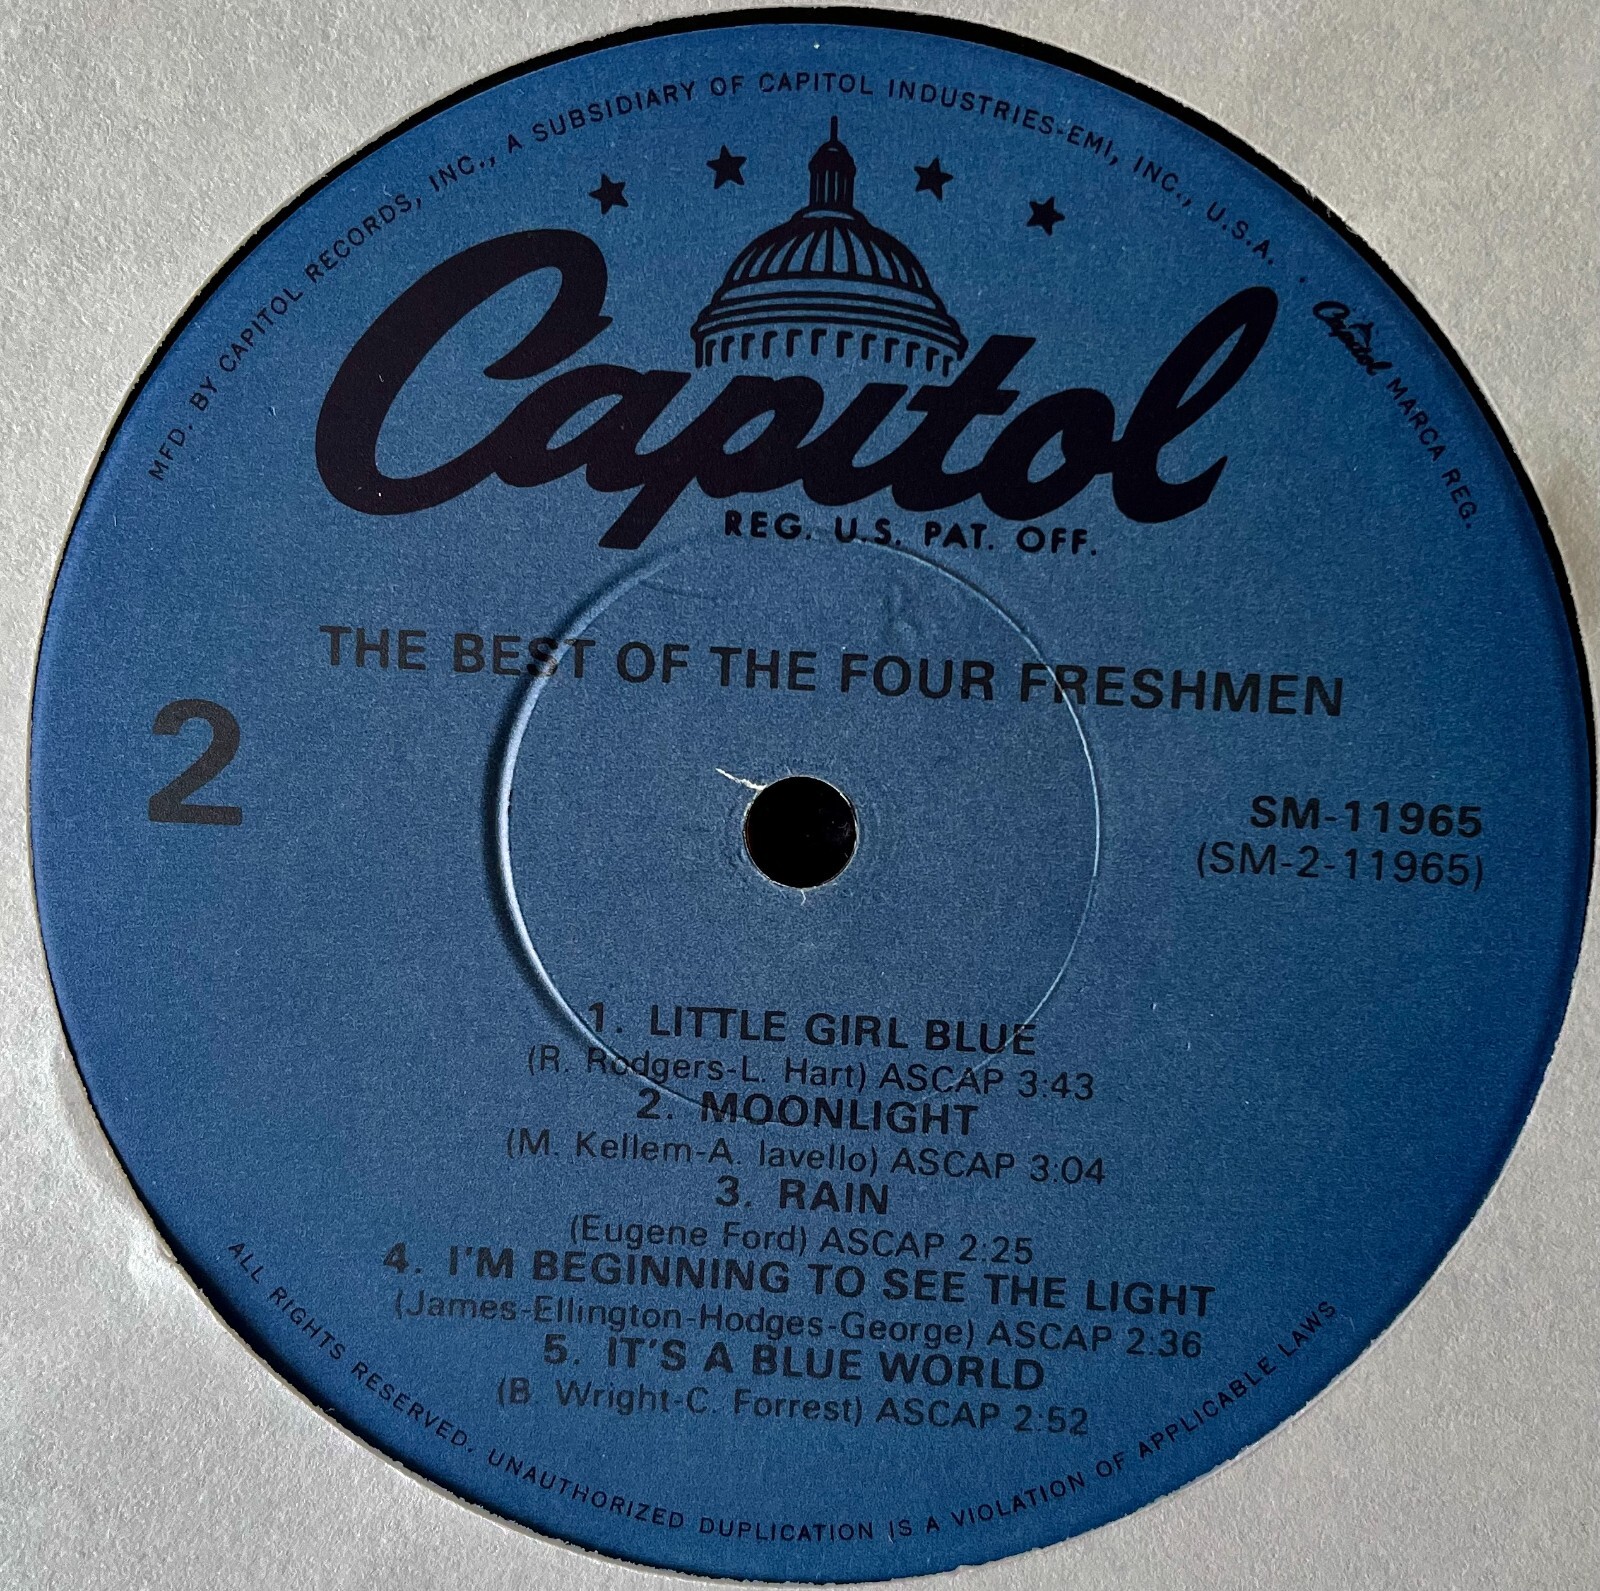 MFD. BY CAPITOL RECORDS, INC., A SUBSIDIARY OF CAPITOL INDUSTRIES-EMI, INC., U.S.A. · Capitol MARCA REG.
Capitol
REG. U.S. PAT. OFF.
THE BEST OF THE FOUR FRESHMEN
2
SM-11965
(SM-2-11965)
1. LITTLE GIRL BLUE
(R. Rodgers-L. Hart) ASCAP 3:43
2. MOONLIGHT
(M. Kellem-A. Iavello) ASCAP 3:04
3. RAIN
(Eugene Ford) ASCAP 2:25
4. I'M BEGINNING TO SEE THE LIGHT
(James-Ellington-Hodges-George) ASCAP 2:36
5. IT'S A BLUE WORLD
(B. Wright-C. Forrest) ASCAP 2:52
ALL RIGHTS RESERVED. UNAUTHORIZED DUPLICATION IS A VIOLATION OF APPLICABLE LAWS